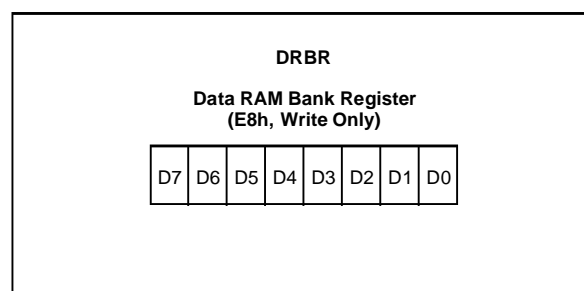 DRBR
Data RAM Bank Register
(E8h, Write Only)
D7 D6 D5 D4 D3 D2 D1 D0